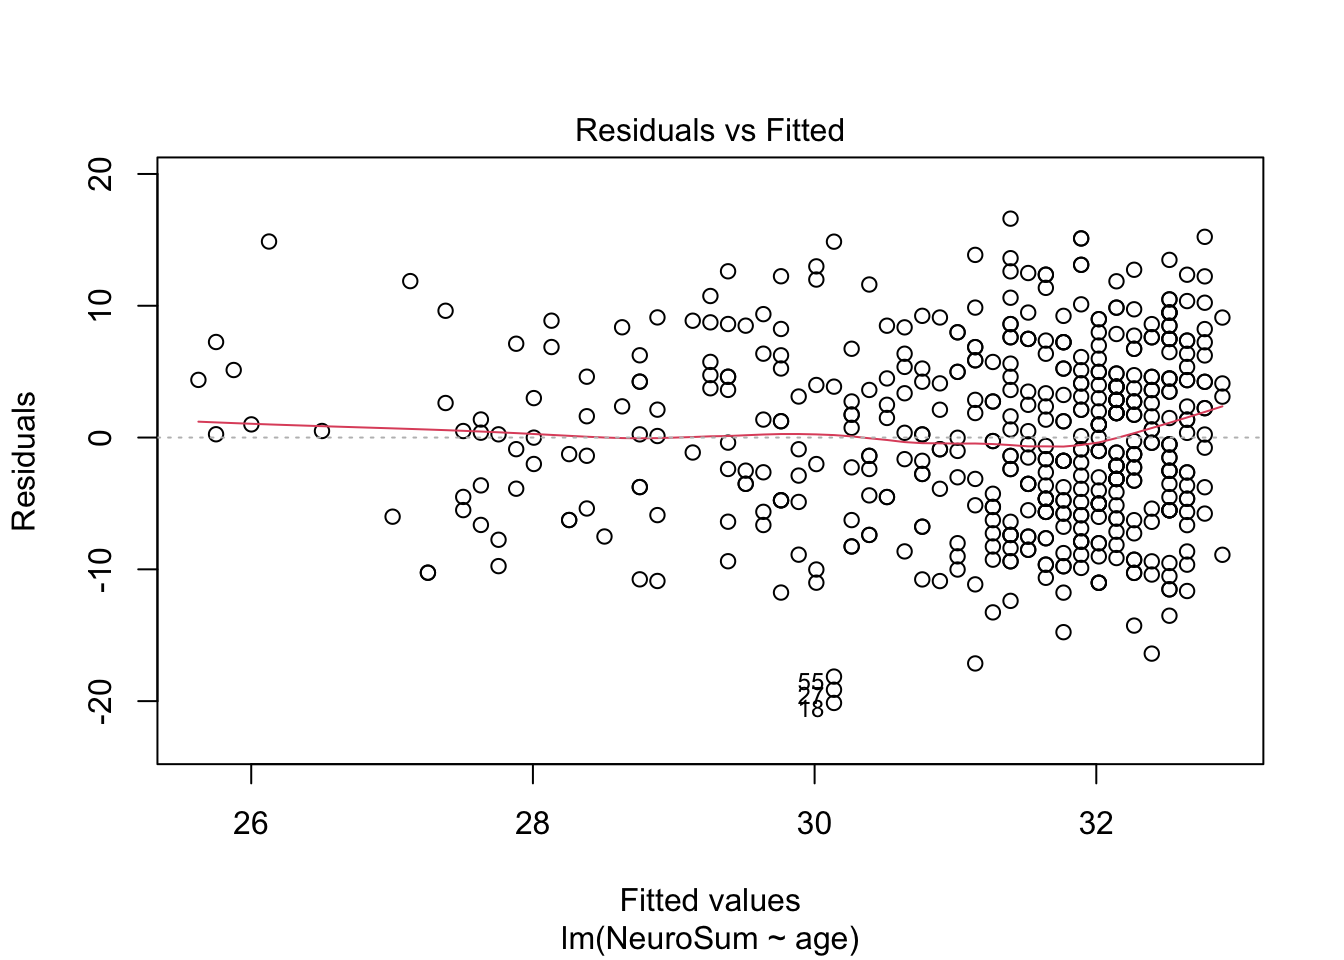 Residuals vs Fitted
Residuals
20
10
0
-10
-20
55
27
18
26 28 30 32
Fitted values
lm(NeuroSum ~ age)